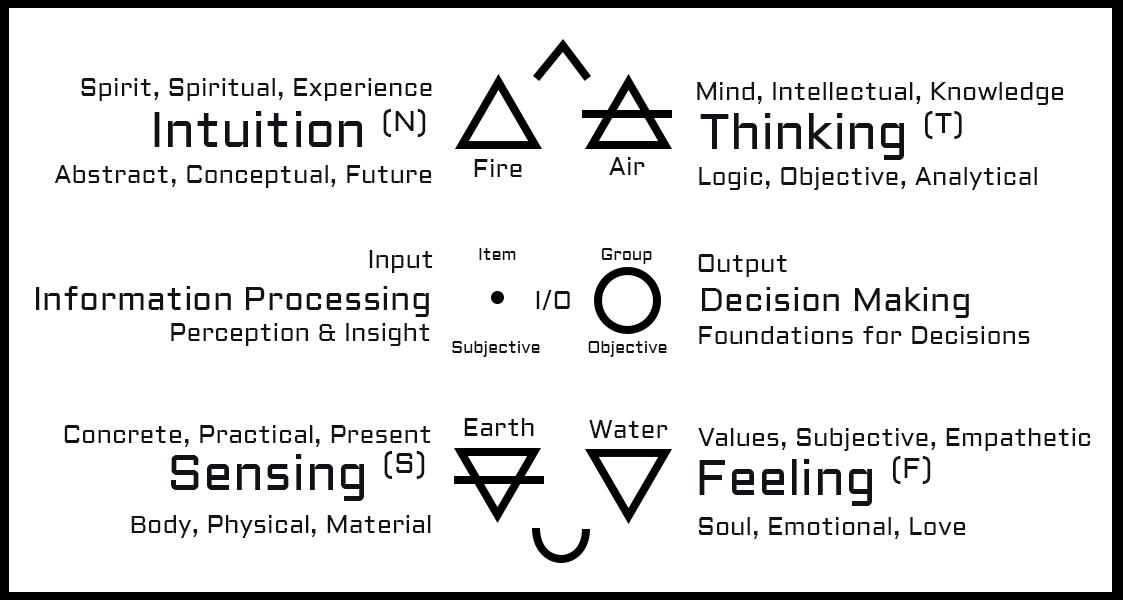 Spirit, Spiritual, Experience
Intuition (N)
Abstract, Conceptual, Future
Fire
Air
Mind, Intellectual, Knowledge
Thinking (T)
Logic, Objective, Analytical
Input
Information Processing
Perception & Insight
Item
Subjective
I/O
Group
Objective
Output
Decision Making
Foundations for Decisions
Concrete, Practical, Present
Sensing (S)
Body, Physical, Material
Earth
Water
Values, Subjective, Empathetic
Feeling (F)
Soul, Emotional, Love